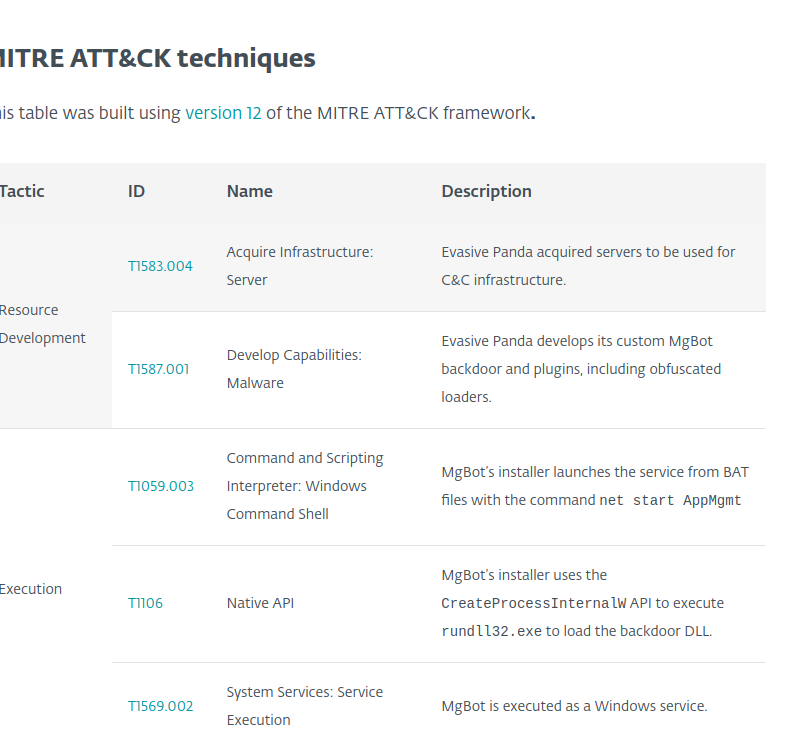 MITRE ATT&CK techniques
his table was built using version 12 of the MITRE ATT&CK framework.
Tactic ID Name Description
Resource
Development
T1583.004
Acquire Infrastructure:
Server
Evasive Panda acquired servers to be used for
C&C infrastructure.
T1587.001
Develop Capabilities:
Malware
Evasive Panda develops its custom MgBot
backdoor and plugins, including obfuscated
loaders.
Execution
T1059.003
Command and Scripting
Interpreter: Windows
Command Shell
MgBot’s installer launches the service from BAT
files with the command net start AppMgmt
T1106
Native API
MgBot’s installer uses the
CreateProcessInternalW API to execute
rundll32.exe to load the backdoor DLL.
T1569.002
System Services: Service
Execution
MgBot is executed as a Windows service.